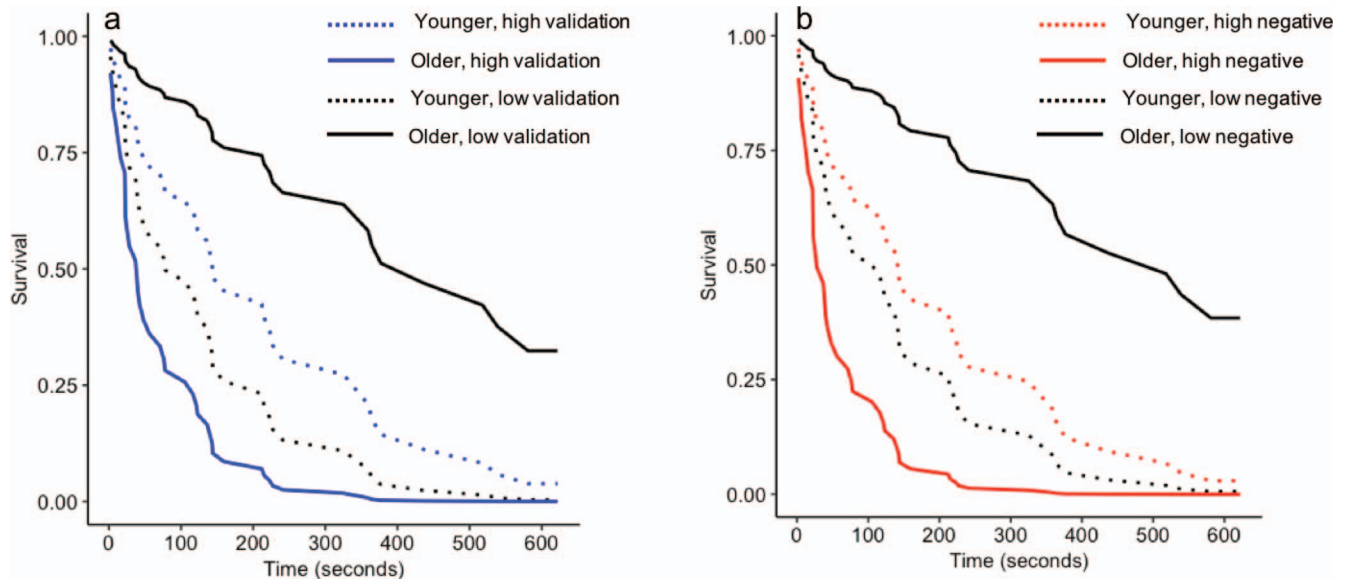 a
Younger, high validation
Older, high validation
Younger, low validation
Older, low validation
1.00
0.75
0.50
0.25
0.00
Survival
0 100 200 300 400 500 600
Time (seconds)
b
Younger, high negative
Older, high negative
Younger, low negative
Older, low negative
1.00
0.75
0.50
0.25
0.00
Survival
0 100 200 300 400 500 600
Time (seconds)